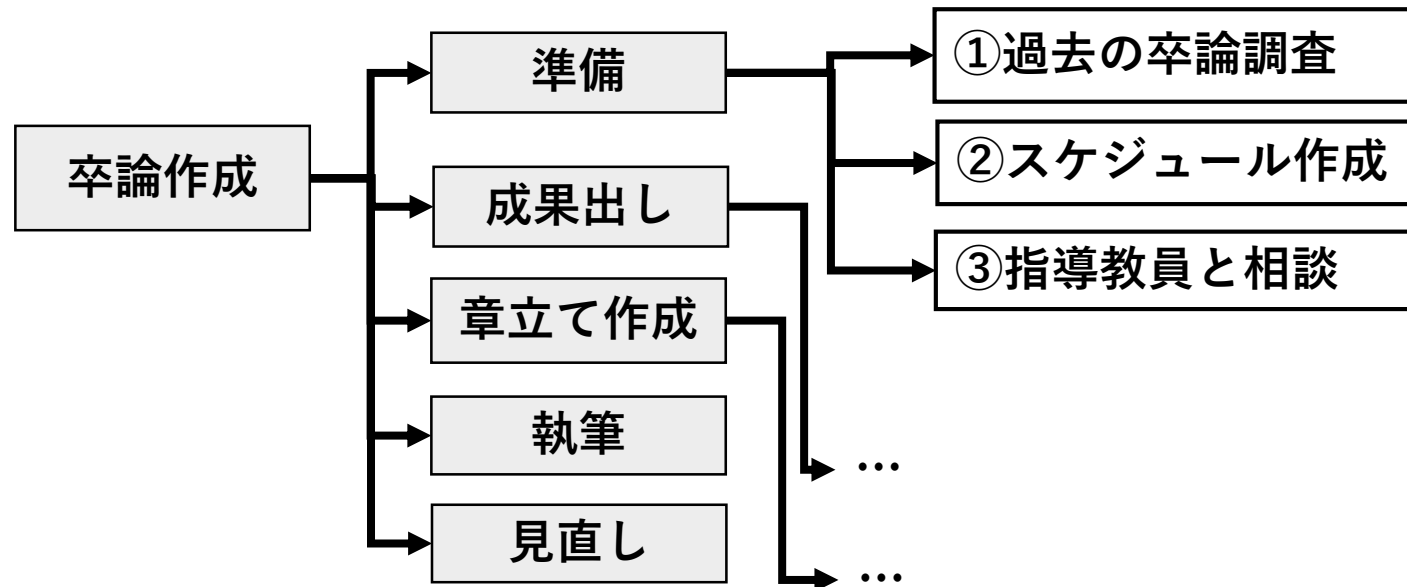 卒論作成
準備
成果出し
章立て作成
執筆
見直し
①過去の卒論調査
②スケジュール作成
③指導教員と相談
…
…